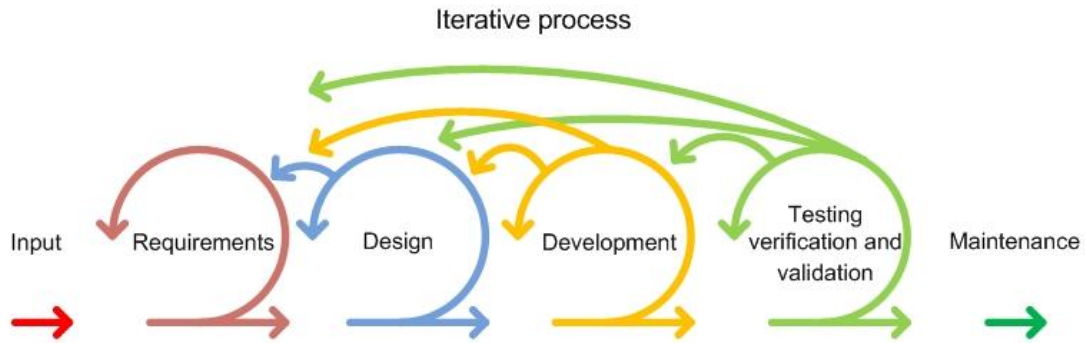 Iterative process
Input
Requirements
Design
Development
Testing
verification and
validation
Maintenance